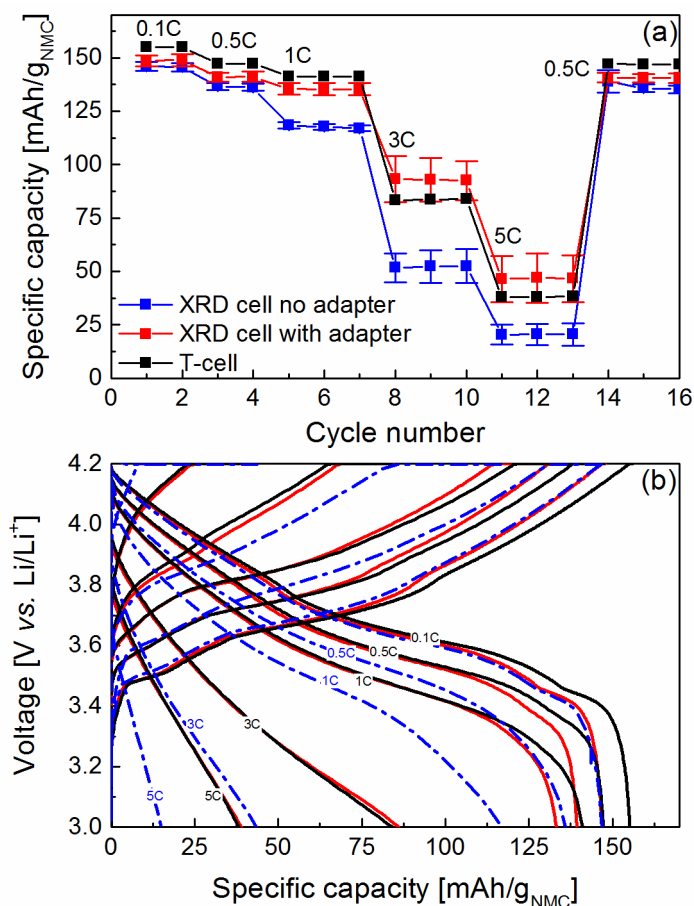 (a)
0.1C
0.5C
1C
3C
5C
0.5C
XRD cell no adapter
XRD cell with adapter
T-cell
Specific capacity [mAh/gNMC]
150
125
100
75
50
25
0
0 2 4 6 8 10 12 14 16
Cycle number
(b)
Voltage [V vs. Li/Li+]
4.2
4.0
3.8
3.6
3.4
3.2
3.0
0.1C
0.5C
0.5C
1C
1C
3C
3C
5C
5C
0 25 50 75 100 125 150
Specific capacity [mAh/gNMC]